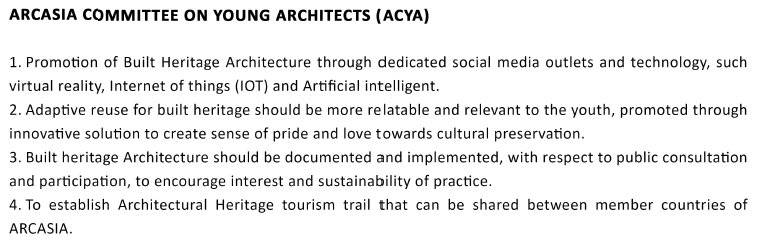 ARCASIA COMMITTEE ON YOUNG ARCHITECTS (ACYA)
1. Promotion of Built Heritage Architecture through dedicated social media outlets and technology, such
virtual reality, Internet of things (IOT) and Artificial intelligent.
2. Adaptive reuse for built heritage should be more relatable and relevant to the youth, promoted through
innovative solution to create sense of pride and love towards cultural preservation.
3. Built heritage Architecture should be documented and implemented, with respect to public consultation
and participation, to encourage interest and sustainability of practice.
4. To establish Architectural Heritage tourism trail that can be shared between member countries of
ARCASIA.